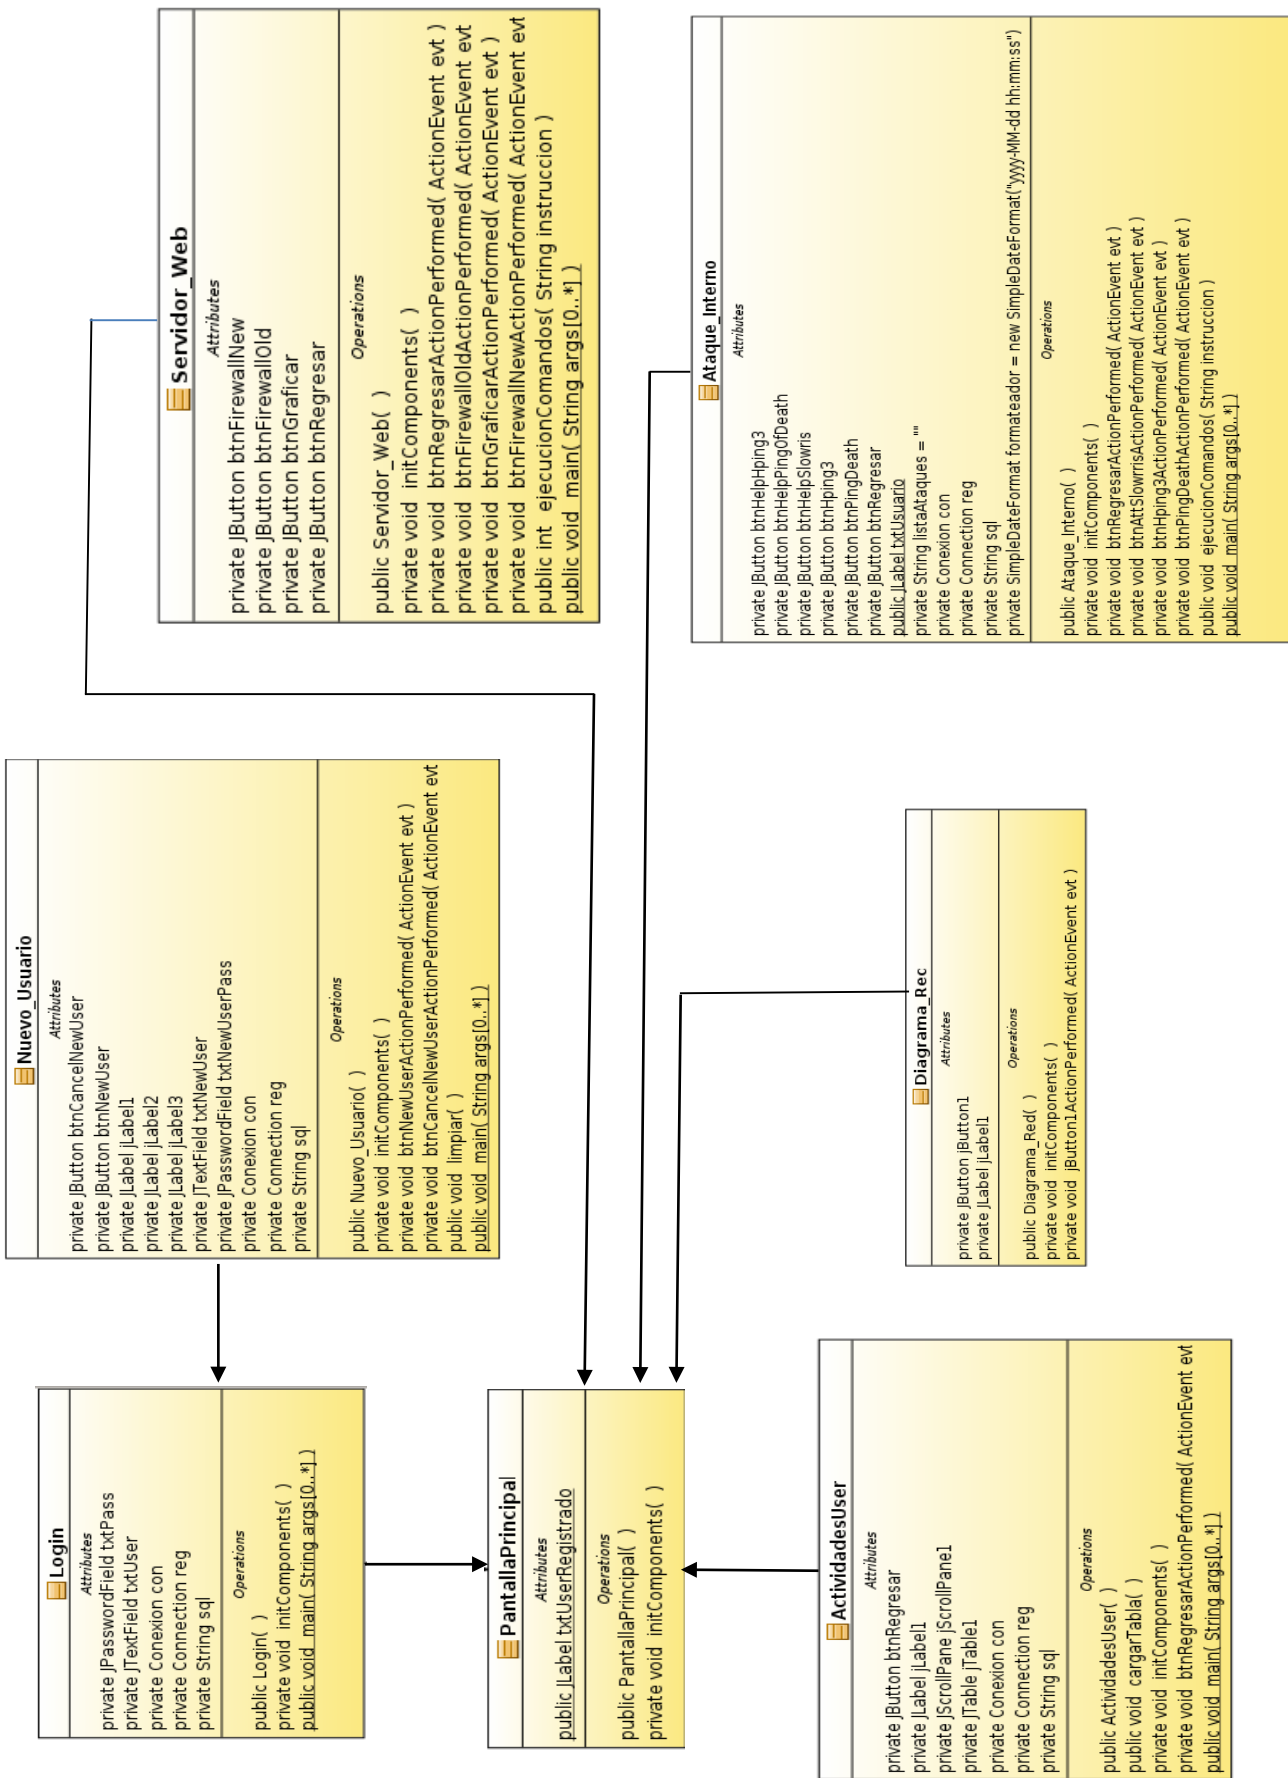 Login
Attributes
private JPasswordField txtPass
private JTextField txtUser
private Conexion con
private Connection reg
private String sql
Operations
public Login( )
private void initComponents( )
public void main( String args[0..*] )
Nuevo_Usuario
Attributes
private JButton btnCancelNewUser
private JButton btnNewUser
private JLabel jLabel1
private JLabel jLabel2
private JLabel jLabel3
private JTextField txtNewUser
private JPasswordField txtNewUserPass
private Conexion con
private Connection reg
private String sql
Operations
public Nuevo_Usuario( )
private void initComponents( )
private void btnNewUserActionPerformed( ActionEvent evt )
private void btnCancelNewUserActionPerformed( ActionEvent evt
public void limpiar( )
public void main( String args[0..*] )
Servidor_Web
Attributes
private JButton btnFirewallNew
private JButton btnFirewallOld
private JButton btnGraficar
private JButton btnRegresar
Operations
public Servidor_Web( )
private void initComponents( )
private void btnRegresarActionPerformed( ActionEvent evt )
private void btnFirewallOldActionPerformed( ActionEvent evt
private void btnGraficarActionPerformed( ActionEvent evt )
private void btnFirewallNewActionPerformed( ActionEvent evt
public int ejecucionComandos( String instruccion )
public void main( String args[0..*] )
PantallaPrincipal
Attributes
public JLabel txtUserRegistrado
Operations
public PantallaPrincipal( )
private void initComponents( )
ActividadesUser
Attributes
private JButton btnRegresar
private JLabel jLabel1
private JScrollPane jScrollPane1
private JTable jTable1
private Conexion con
private Connection reg
private String sql
Operations
public ActividadesUser( )
public void cargarTabla( )
private void initComponents( )
private void btnRegresarActionPerformed( ActionEvent evt
public void main( String args[0..*] )
Diagrama_Rec
Attributes
private JButton jButton1
private JLabel jLabel1
Operations
public Diagrama_Red( )
private void initComponents( )
private void jButton1ActionPerformed( ActionEvent evt )
Ataque_Interno
Attributes
private JButton btnHelpHping3
private JButton btnHelpPingOfDeath
private JButton btnHelpSlowris
private JButton btnHping3
private JButton btnPingDeath
private JButton btnRegresar
public JLabel txtUsuario
private String listaAtaques = ""
private Conexion con
private Connection reg
private String sql
private SimpleDateFormat formateador = new SimpleDateFormat("yyyy-MM-dd hh:mm:ss")
Operations
public Ataque_Interno( )
private void initComponents( )
private void btnRegresarActionPerformed( ActionEvent evt )
private void btnAttSlowrrisActionPerformed( ActionEvent evt )
private void btnHping3ActionPerformed( ActionEvent evt )
private void btnPingDeathActionPerformed( ActionEvent evt )
public void ejecucionComandos( String instruccion )
public void main( String args[0..*] )